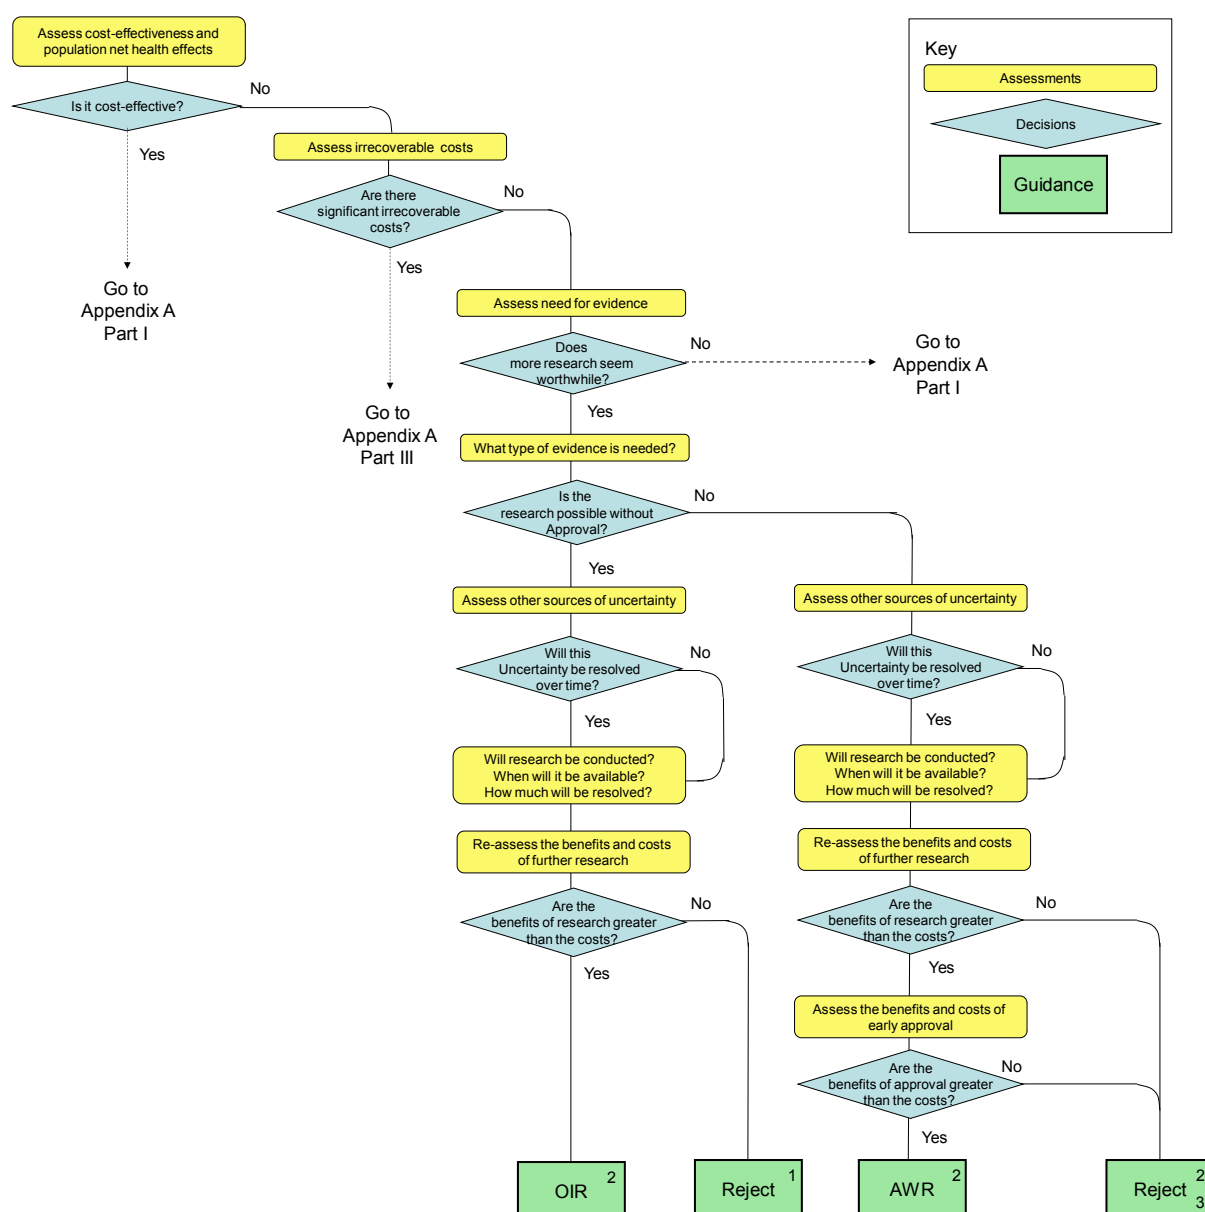 Assess cost-effectiveness and
population net health effects
Is it cost-effective?
No
Yes
Go to
Appendix A
Part I
Assess irrecoverable costs
Are there
significant irrecoverable
costs?
No
Yes
Go to
Appendix A
Part III
Key
Assessments
Decisions
Guidance
Assess need for evidence
Does
more research seem
worthwhile?
No
Go to
Appendix A
Part I
Yes
What type of evidence is needed?
Is the
research possible without
Approval?
No
Yes
Assess other sources of uncertainty
Will this
Uncertainty be resolved
over time?
No
Yes
Will research be conducted?
When will it be available?
How much will be resolved?
Re-assess the benefits and costs
of further research
Are the
benefits of research greater
than the costs?
No
Yes
OIR 2
Reject 1
Assess other sources of uncertainty
Will this
Uncertainty be resolved
over time?
No
Yes
Will research be conducted?
When will it be available?
How much will be resolved?
Re-assess the benefits and costs
of further research
Are the
benefits of research greater
than the costs?
No
Yes
Assess the benefits and costs of
early approval
Are the
benefits of approval greater
than the costs?
No
Yes
AWR 2
Reject 2
3